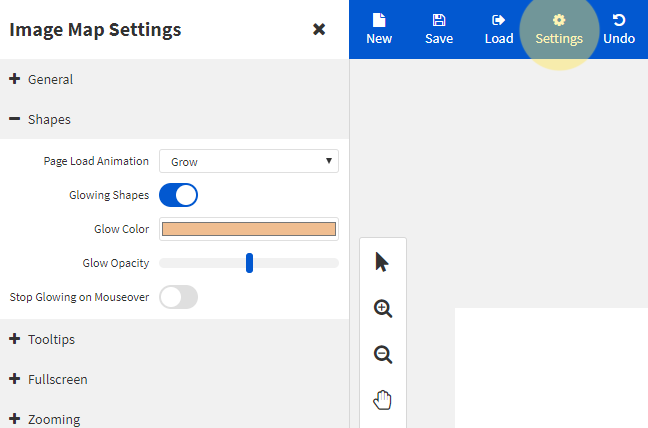 Image Map Settings
New Save Load Settings Undo
General
Shapes
Page Load Animation Grow
Glowing Shapes
Glow Color
Glow Opacity
Stop Glowing on Mouseover
Tooltips
Fullscreen
Zooming